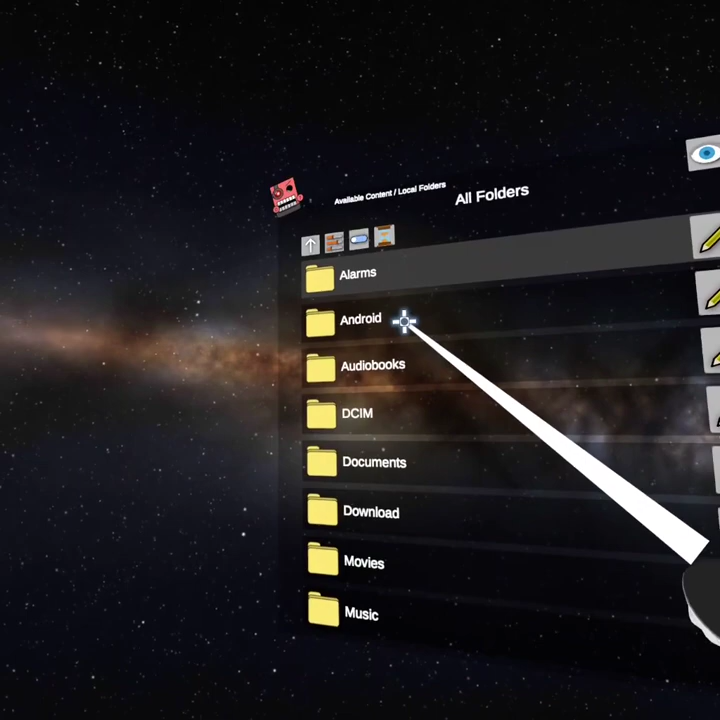 Available Content / Local Folders
All Folders
Alarms
Android
Audiobooks
DCIM
Documents
Download
Movies
Music